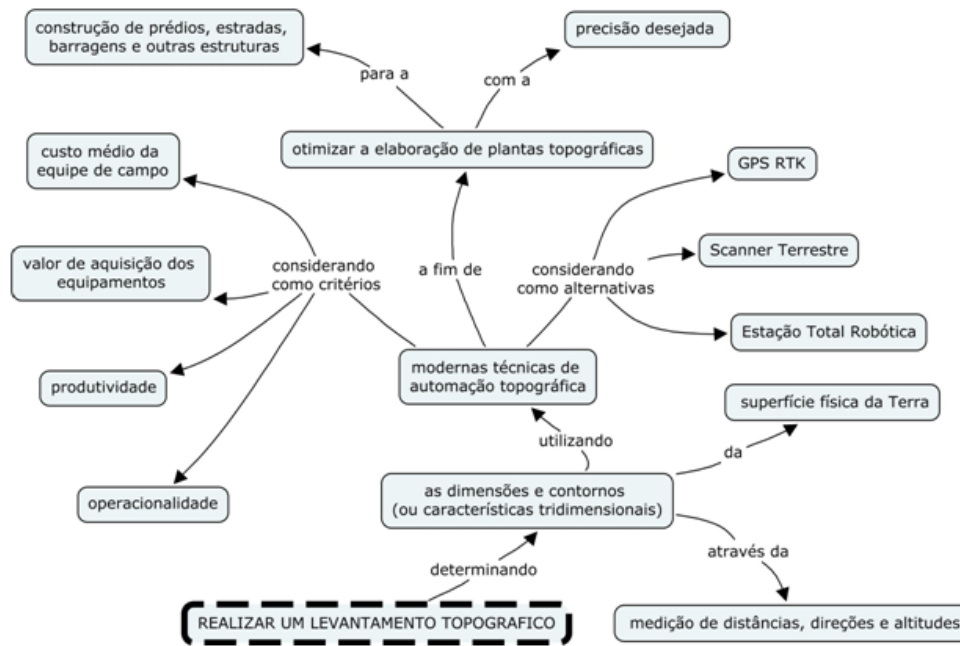 construção de prédios, estradas,
barragens e outras estruturas
precisão desejada
para a
com a
otimizar a elaboração de plantas topográficas
custo médio da
equipe de campo
GPS RTK
valor de aquisição dos
equipamentos
considerando
como critérios
a fim de
considerando
como alternativas
Scanner Terrestre
Estação Total Robótica
produtividade
modernas técnicas de
automação topográfica
superfície física da Terra
utilizando
da
operacionalidade
as dimensões e contornos
(ou características tridimensionais)
através da
determinando
REALIZAR UM LEVANTAMENTO TOPOGRAFICO
medição de distâncias, direções e altitudes